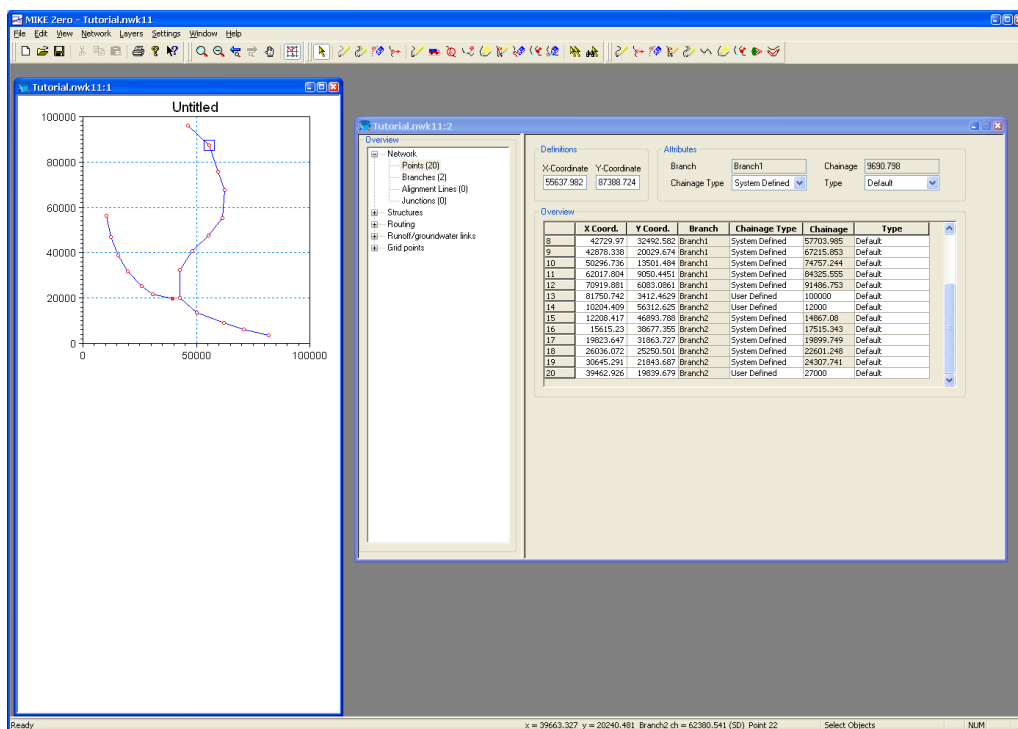 MIKE Zero - Tutorial.nwk11
File Edit View Network Layers Settings Window Help
Tutorial.nwk11:1
Untitled
100000
80000
60000
40000
20000
0
0 50000 100000
Tutorial.nwk11:2
Overview
Network
Points (20)
Branches (2)
Alignment Lines (0)
Junctions (0)
Structures
Routing
Runoff/groundwater links
Grid points
Definitions
X-Coordinate Y-Coordinate
55637.982 87388.724
Attributes
Branch Branch1 Chainage 9690.798
Chainage Type System Defined Type Default
Overview
X Coord. Y Coord. Branch Chainage Type Chainage Type
8 42729.97 32492.582 Branch1 System Defined 57703.985 Default
9 42878.338 20029.674 Branch1 System Defined 67215.853 Default
10 50296.736 13501.484 Branch1 System Defined 74757.244 Default
11 62017.804 9050.4451 Branch1 System Defined 84325.555 Default
12 70919.881 6083.0861 Branch1 System Defined 91486.753 Default
13 81750.742 3412.4629 Branch1 User Defined 100000 Default
14 10204.409 56312.625 Branch2 User Defined 12000 Default
15 12208.417 46893.788 Branch2 System Defined 14867.08 Default
16 15615.23 38677.355 Branch2 System Defined 17515.343 Default
17 19823.647 31863.727 Branch2 System Defined 19899.749 Default
18 26036.072 25250.501 Branch2 System Defined 22601.248 Default
19 30645.291 21843.687 Branch2 System Defined 24307.741 Default
20 39462.926 19839.679 Branch2 User Defined 27000 Default
Ready x = 39663.327 y = 20240.481 Branch2 ch = 62380.541 (SD) Point 22 Select Objects NUM